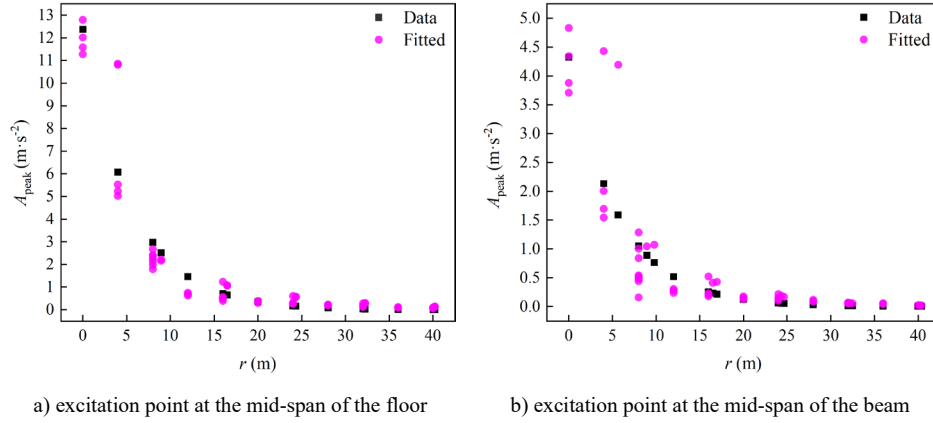 13
12
11
10
9
8
7
6
5
4
3
2
1
0
A_peak (m·s⁻²)
Data
Fitted
0 5 10 15 20 25 30 35 40
r (m)
a) excitation point at the mid-span of the floor
5.0
4.5
4.0
3.5
3.0
2.5
2.0
1.5
1.0
0.5
0.0
A_peak (m·s⁻²)
Data
Fitted
0 5 10 15 20 25 30 35 40
r (m)
b) excitation point at the mid-span of the beam